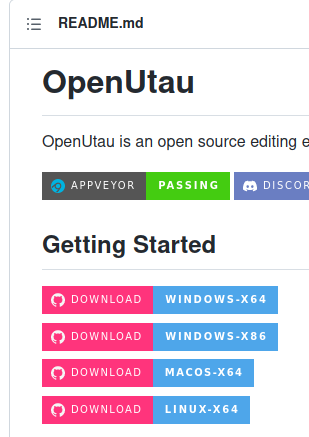 README.md
OpenUtau
OpenUtau is an open source editing
APPVEYOR PASSING DISCOR
Getting Started
DOWNLOAD WINDOWS-X64
DOWNLOAD WINDOWS-X86
DOWNLOAD MACOS-X64
DOWNLOAD LINUX-X64